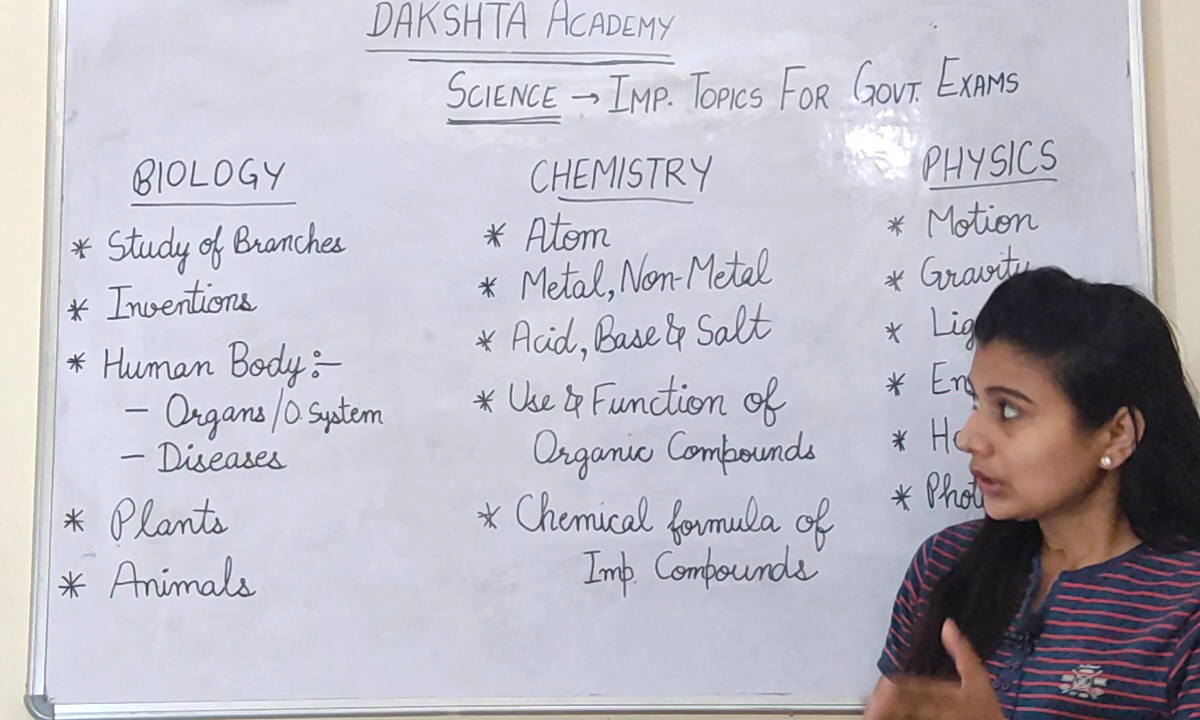 DAKSHTA ACADEMY
SCIENCE → IMP. TOPICS FOR GOVT. EXAMS
BIOLOGY
* Study of Branches
* Inventions
* Human Body :-
- Organs/O. System
- Diseases
* Plants
* Animals
CHEMISTRY
* Atom
* Metal, Non-Metal
* Acid, Base & Salt
* Use & Function of
Organic Compounds
* Chemical formula of
Imp. Compounds
PHYSICS
* Motion
* Gravity
*
*
*
*